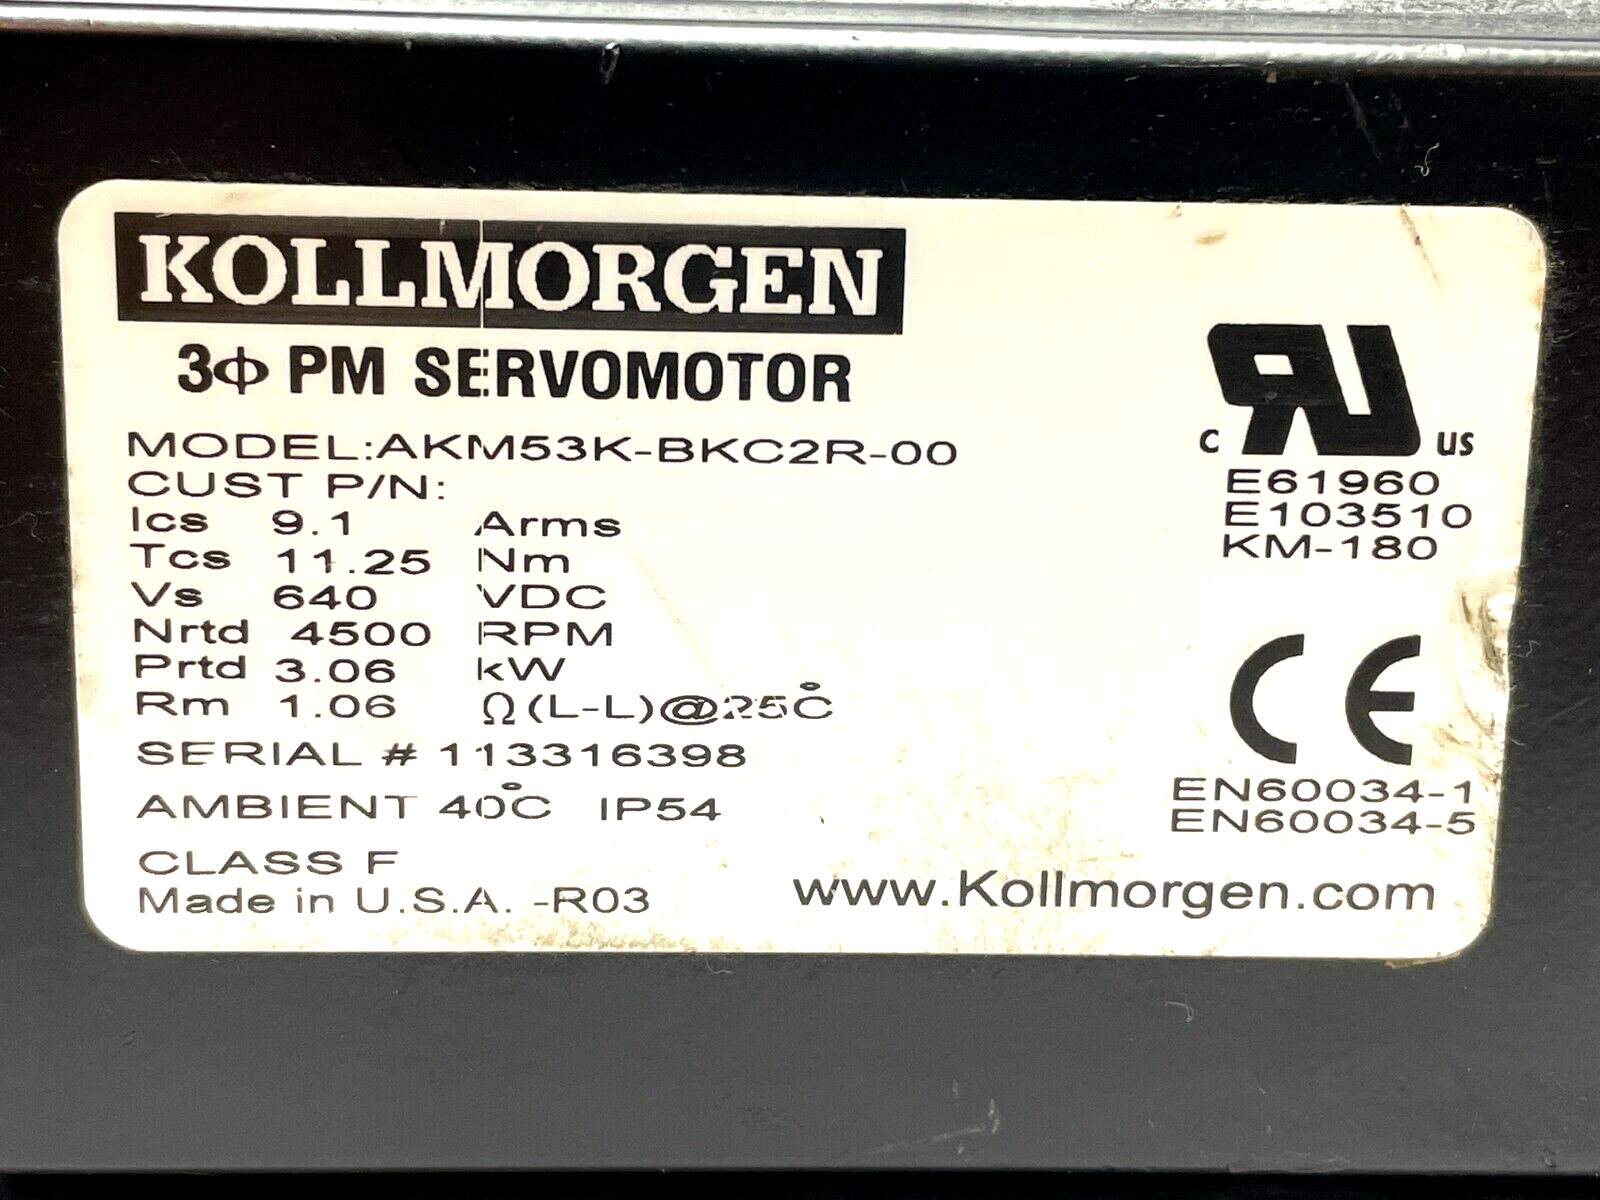 KOLLMORGEN
3Φ PM SERVOMOTOR
MODEL:AKM53K-BKC2R-00
CUST P/N:
Ics 9.1 Arms
Tcs 11.25 Nm
Vs 640 VDC
Nrtd 4500 RPM
Prtd 3.06 kW
Rm 1.06 Ω(L-L)@25°C
SERIAL # 113316398
AMBIENT 40°C IP54
CLASS F
Made in U.S.A. -R03
c RU us
E61960
E103510
KM-180
CE
EN60034-1
EN60034-5
www.Kollmorgen.com